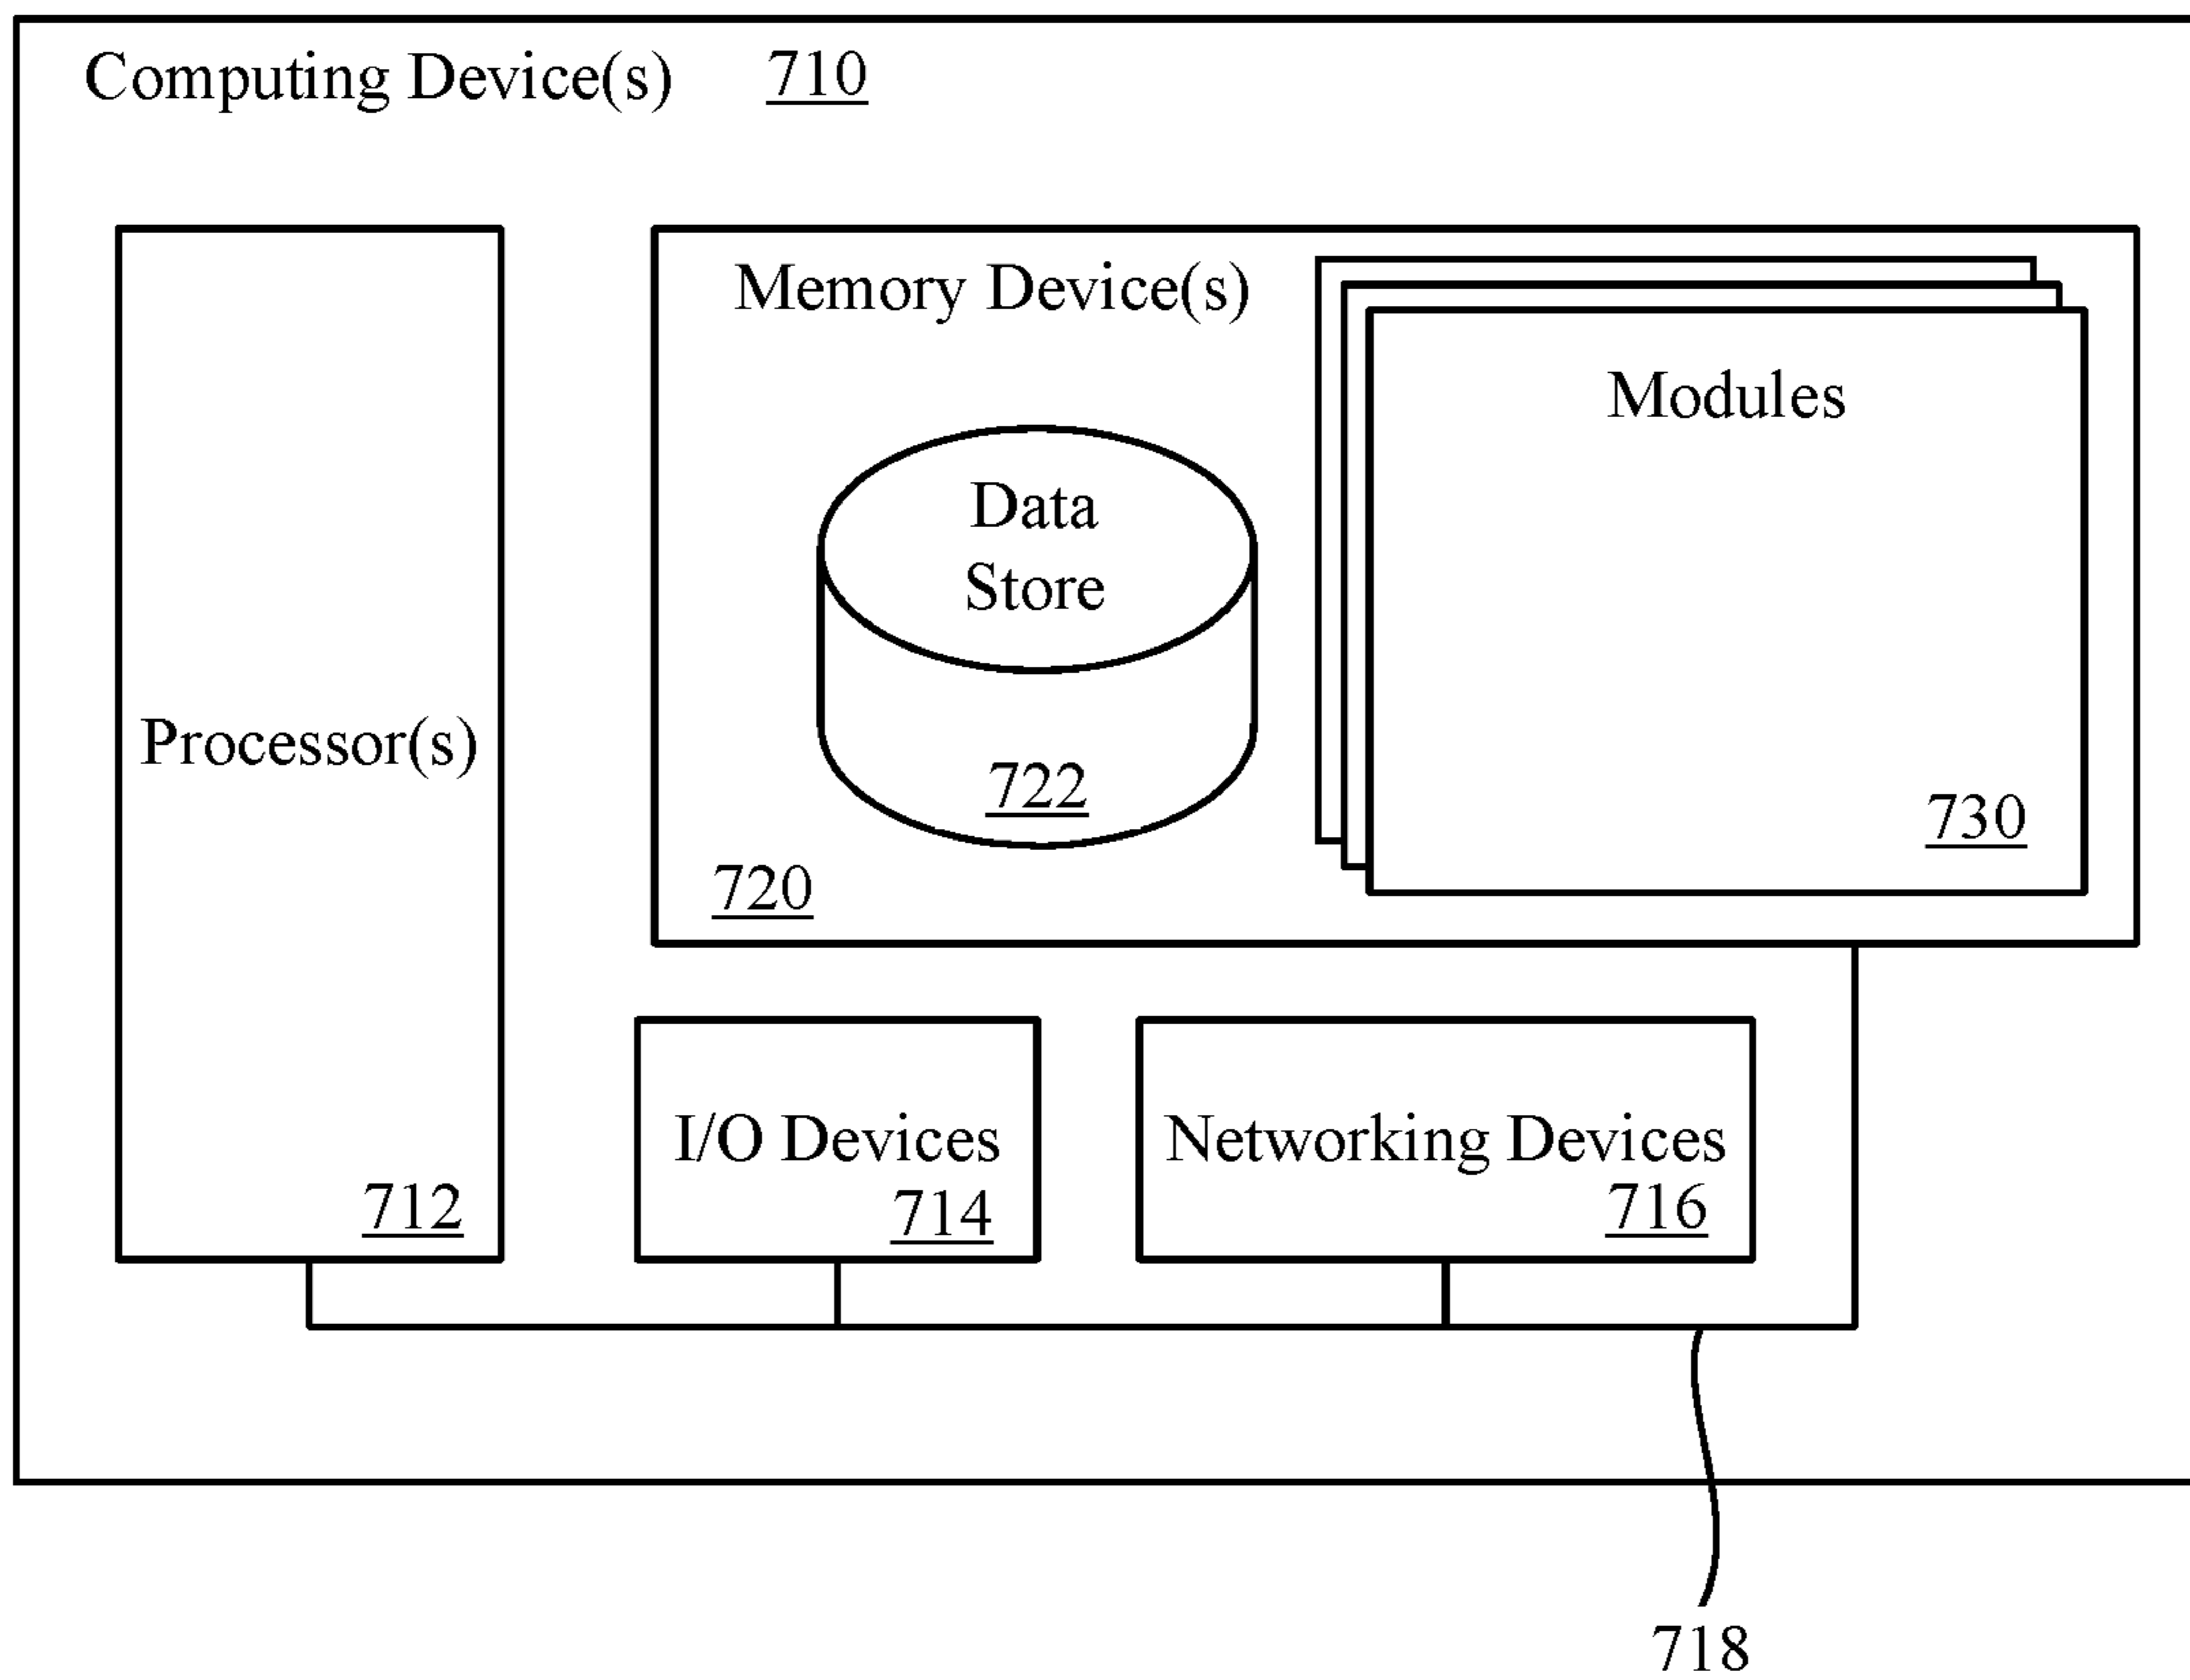 Computing Device(s) 710
Memory Device(s)
Modules
Data
Store
Processor(s)
722
730
720
I/O Devices
Networking Devices
712
714
716
718